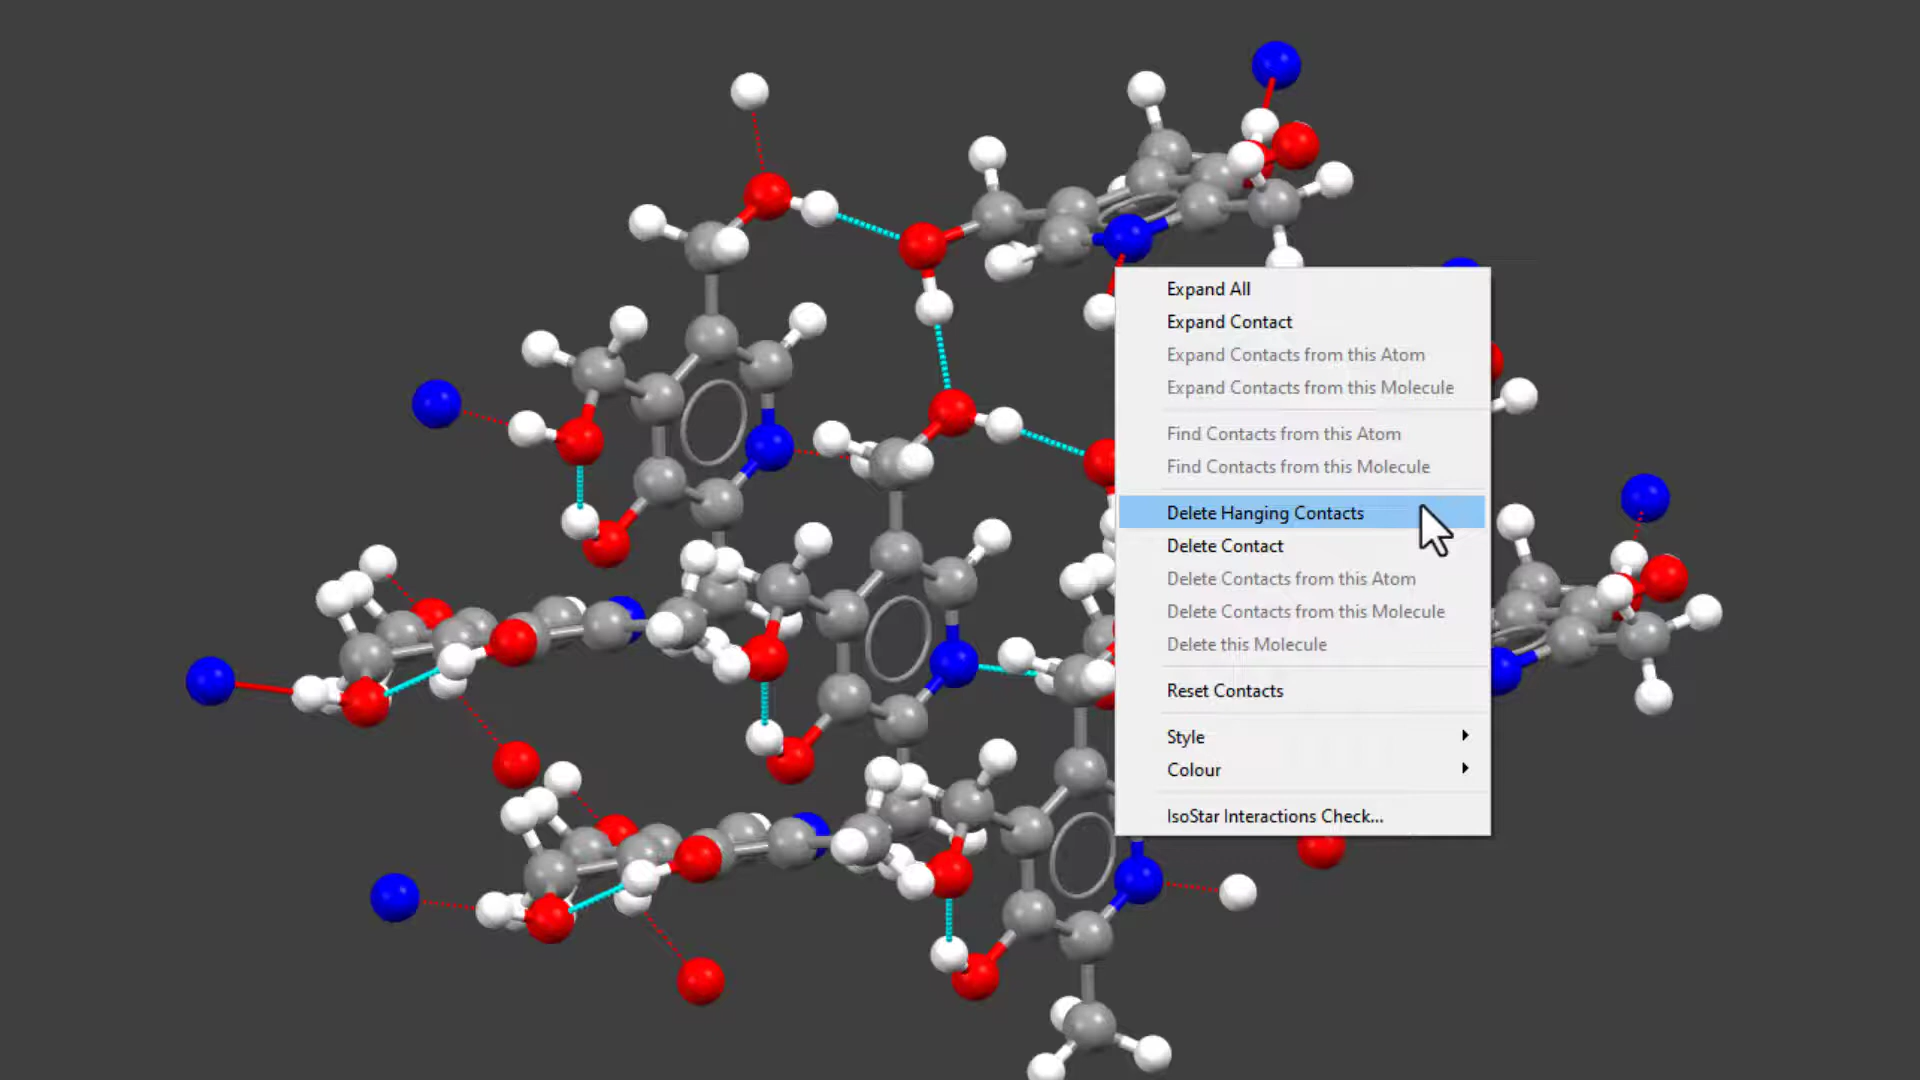 Expand All
Expand Contact
Expand Contacts from this Atom
Expand Contacts from this Molecule
Find Contacts from this Atom
Find Contacts from this Molecule
Delete Hanging Contacts
Delete Contact
Delete Contacts from this Atom
Delete Contacts from this Molecule
Delete this Molecule
Reset Contacts
Style
Colour
IsoStar Interactions Check...